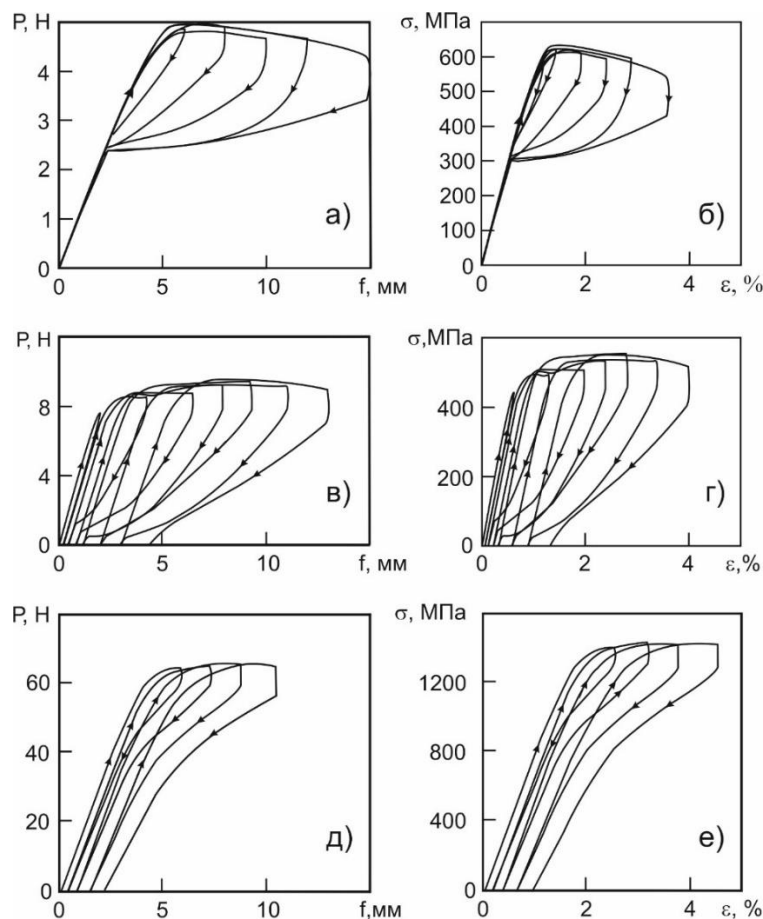 P, Н σ, МПа
4 600
500
3 400
2 300
200
1 а) 100 б)
0 0
0 5 10 f, мм 0 2 4 ε, %
P, Н σ,МПа
8 400
4 200
в) г)
0 0
0 5 10 f, мм 0 2 4 ε,%
P, Н σ, МПа
60 1200
40 800
20 400
д) е)
0 0
0 5 10 f,мм 0 2 4 ε, %